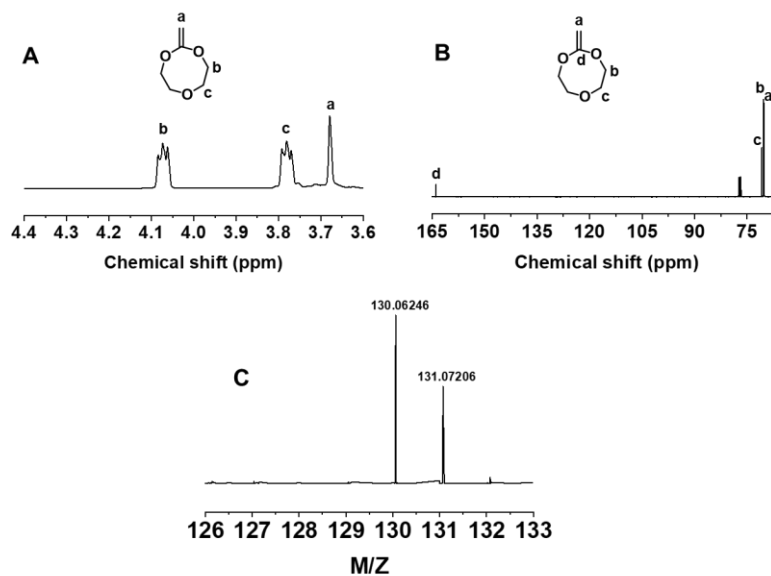 A
a
O O
b
O c
b
c
a
4.4 4.3 4.2 4.1 4.0 3.9 3.8 3.7 3.6
Chemical shift (ppm)
B
a
O O
d
b
O c
b
a
c
d
165 150 135 120 105 90 75
Chemical shift (ppm)
C
130.06246
131.07206
126 127 128 129 130 131 132 133
M/Z